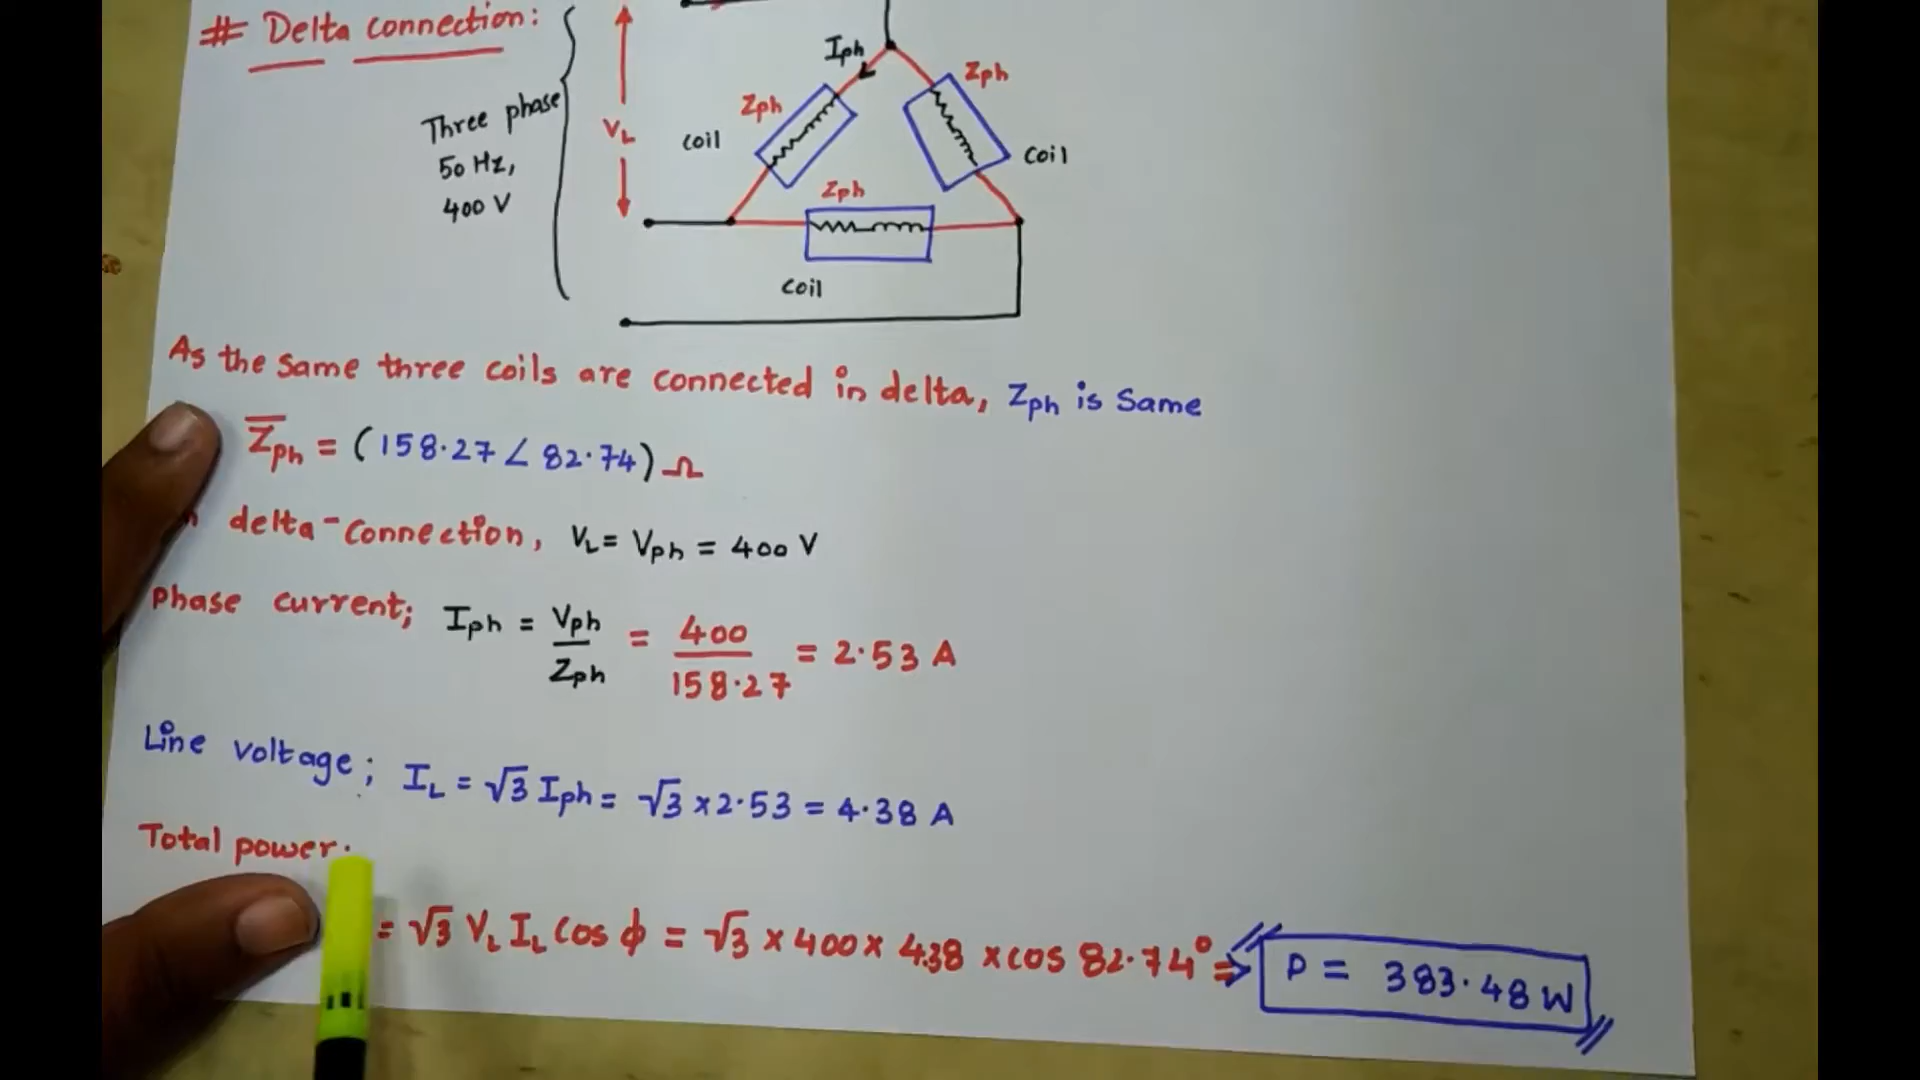 # Delta connection:
Three phase
50 Hz,
400 V
VL
Iph
Zph
coil
Zph
coil
Zph
coil
As the same three coils are connected in delta, Zph is same
Z̅ph = (158.27 ∠ 82.74) Ω
delta-connection, VL = Vph = 400 V
phase current; Iph = Vph/Zph = 400/158.27 = 2.53 A
Line voltage; IL = √3 Iph = √3 × 2.53 = 4.38 A
Total power
= √3 VL IL cos ϕ = √3 × 400 × 4.38 × cos 82.74° ⇒ P = 383.48 W